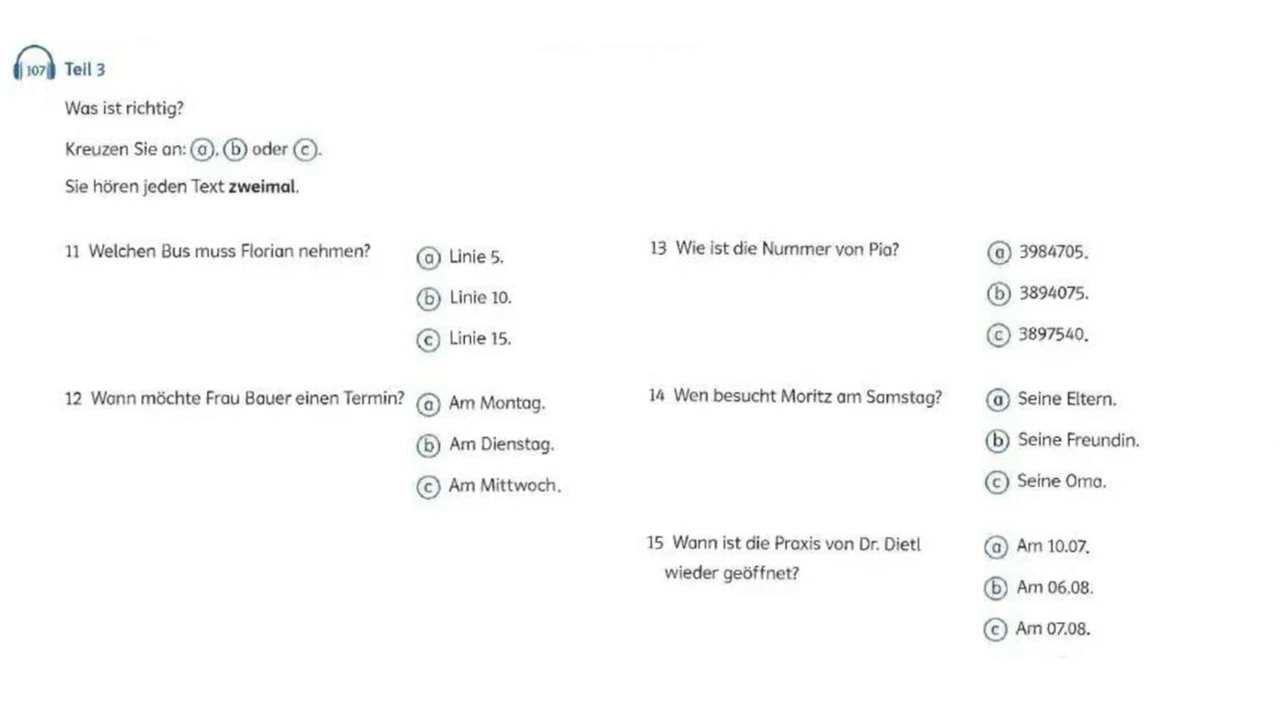 107 Teil 3
Was ist richtig?
Kreuzen Sie an: a, b oder c.
Sie hören jeden Text zweimal.
11 Welchen Bus muss Florian nehmen?
a Linie 5.
b Linie 10.
c Linie 15.
12 Wann möchte Frau Bauer einen Termin?
a Am Montag.
b Am Dienstag.
c Am Mittwoch.
13 Wie ist die Nummer von Pia?
a 3984705.
b 3894075.
c 3897540.
14 Wen besucht Moritz am Samstag?
a Seine Eltern.
b Seine Freundin.
c Seine Oma.
15 Wann ist die Praxis von Dr. Dietl
wieder geöffnet?
a Am 10.07.
b Am 06.08.
c Am 07.08.